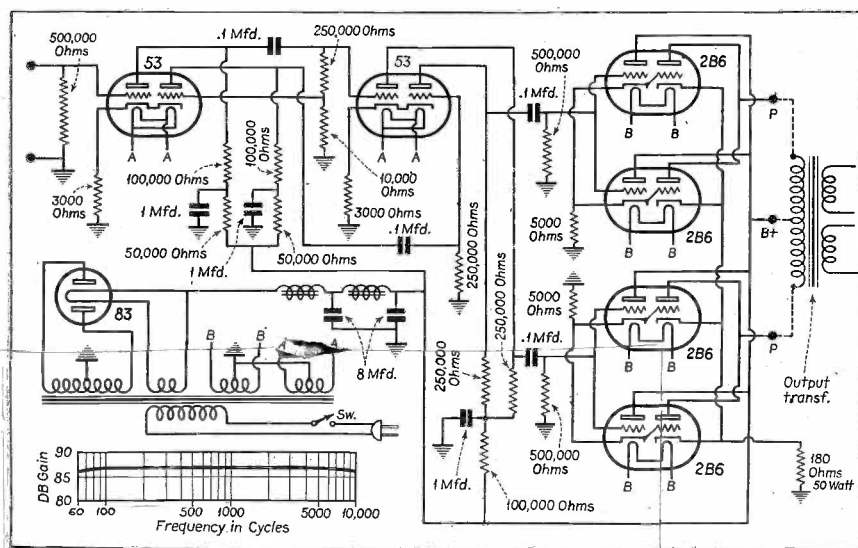 500,000
Ohms
53
.1 Mfd.
250,000 Ohms
53
500,000
Ohms
2B6
.1Mfd.
A
A
A
A
B
B
P
3000
Ohms
100,000 Ohms
100,000
Ohms
10,000
Ohms
3000 Ohms
1 Mfd.
50,000 Ohms
1 Mfd.
50,000 Ohms
.1 Mfd.
250,000 Ohms
5000
Ohms
B
B
2B6
B+
5000
Ohms
83
B
B
A
A
8 Mfd.
250,000
Ohms
250,000 Ohms
.1Mfd.
B
B
2B6
P
Output
transf.
Sw.
1 Mfd.
500,000
Ohms
100,000 Ohms
B
B
2B6
180
Ohms
50 Watt
DB Gain
90
85
80
60
100
500
1000
5000
10,000
Frequency in Cycles